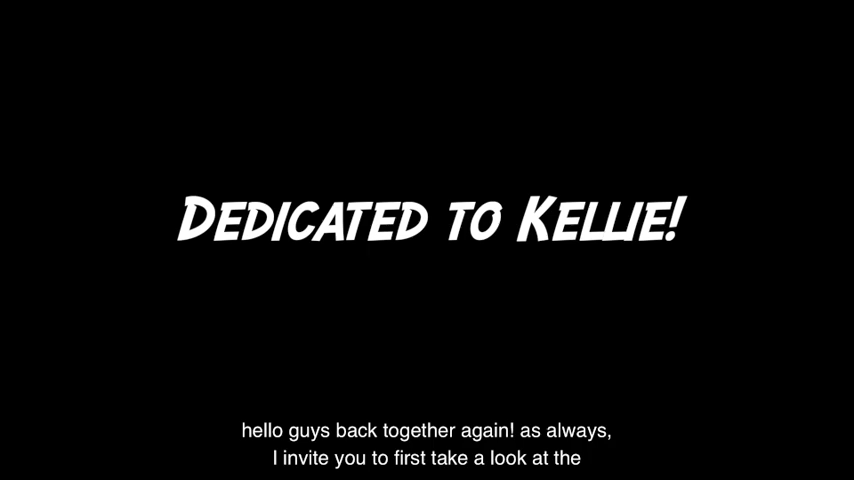 Dedicated to Kellie!
hello guys back together again! as always,
I invite you to first take a look at the